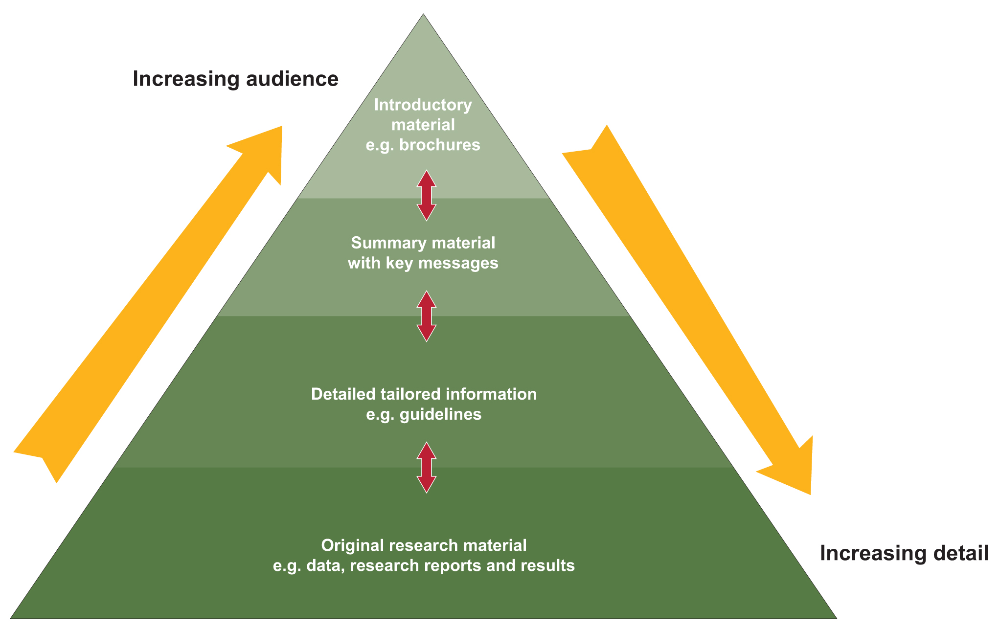 Increasing audience
Introductory
material
e.g. brochures
Summary material
with key messages
Detailed tailored information
e.g. guidelines
Original research material
e.g. data, research reports and results
Increasing detail